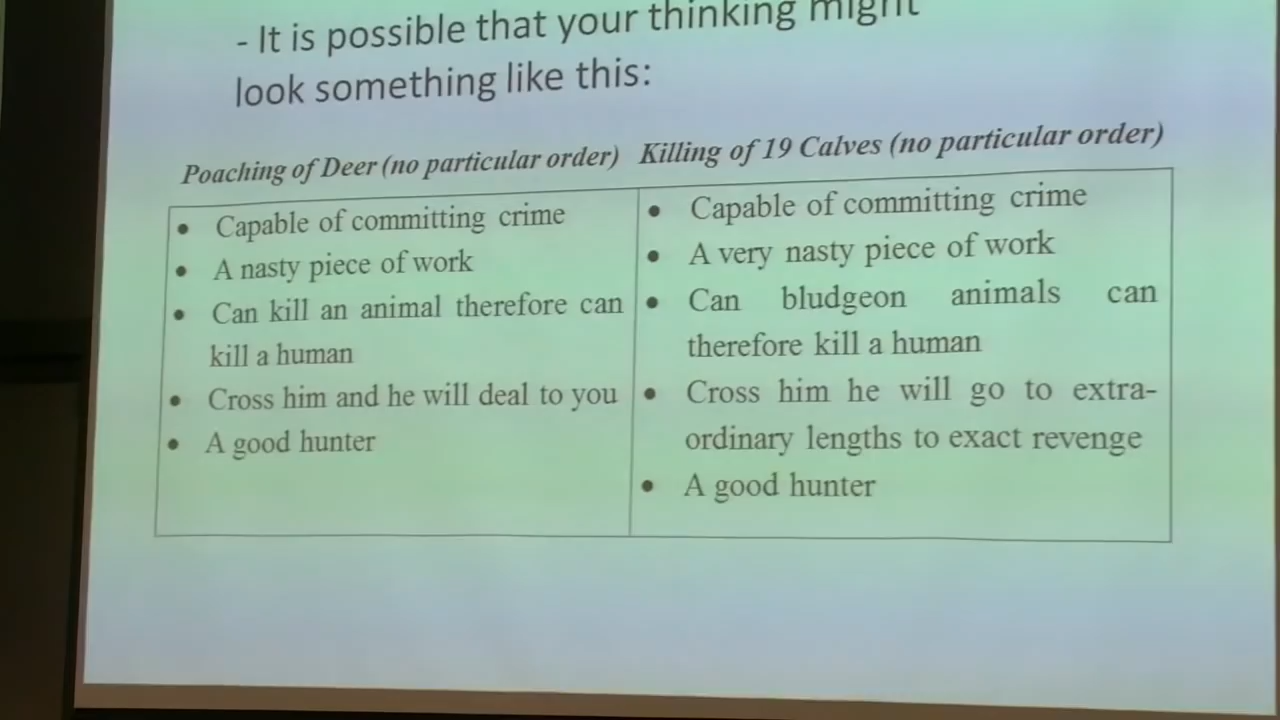 - It is possible that your thinking might
look something like this:
Poaching of Deer (no particular order) Killing of 19 Calves (no particular order)
• Capable of committing crime
• A nasty piece of work
• Can kill an animal therefore can
kill a human
• Cross him and he will deal to you
• A good hunter
• Capable of committing crime
• A very nasty piece of work
• Can bludgeon animals can
therefore kill a human
• Cross him he will go to extra-
ordinary lengths to exact revenge
• A good hunter